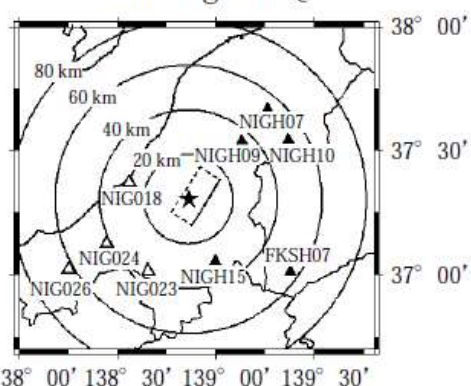 38° 00'
80 km
60 km
NIGH07
40 km
20 km
NIGH09
NIGH10
37° 30'
NIG018
NIG024
FKSH07
NIG026
NIG023
NIGH15
37° 00'
38° 00' 138° 30' 139° 00' 139° 30'